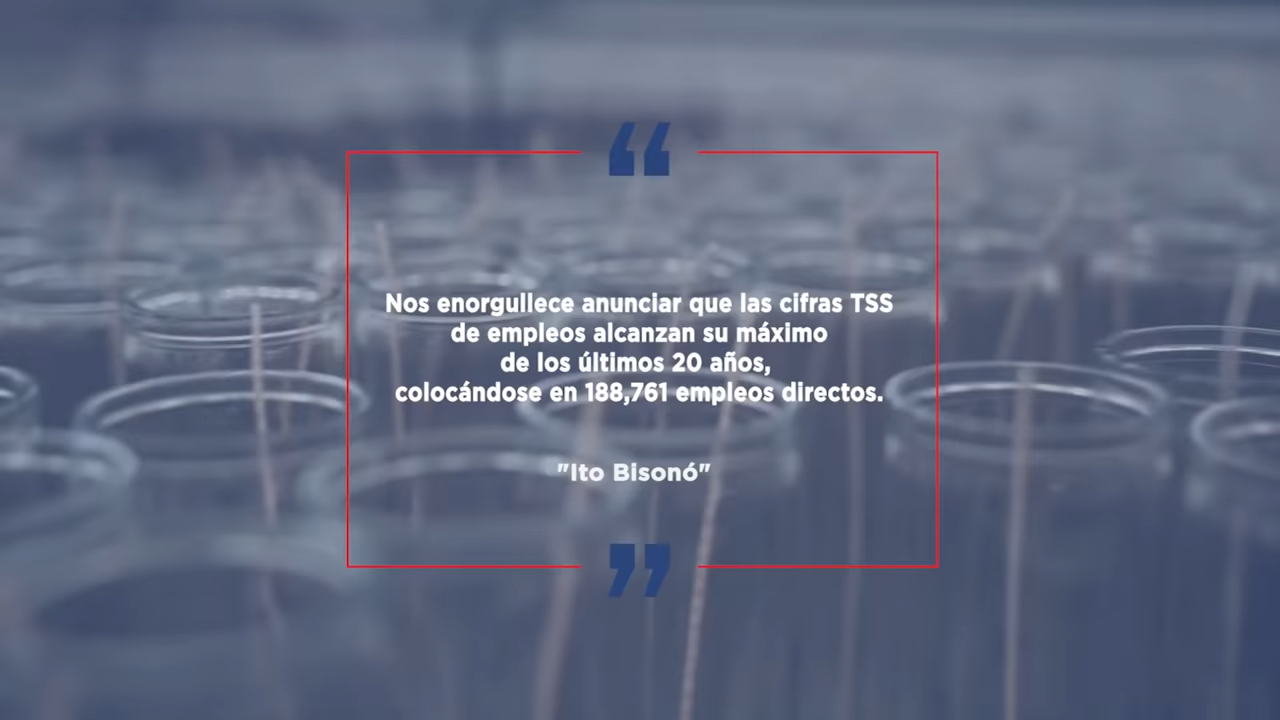 “
Nos enorgullece anunciar que las cifras TSS
de empleos alcanzan su máximo
de los últimos 20 años,
colocándose en 188,761 empleos directos.
"Ito Bisonó"
”